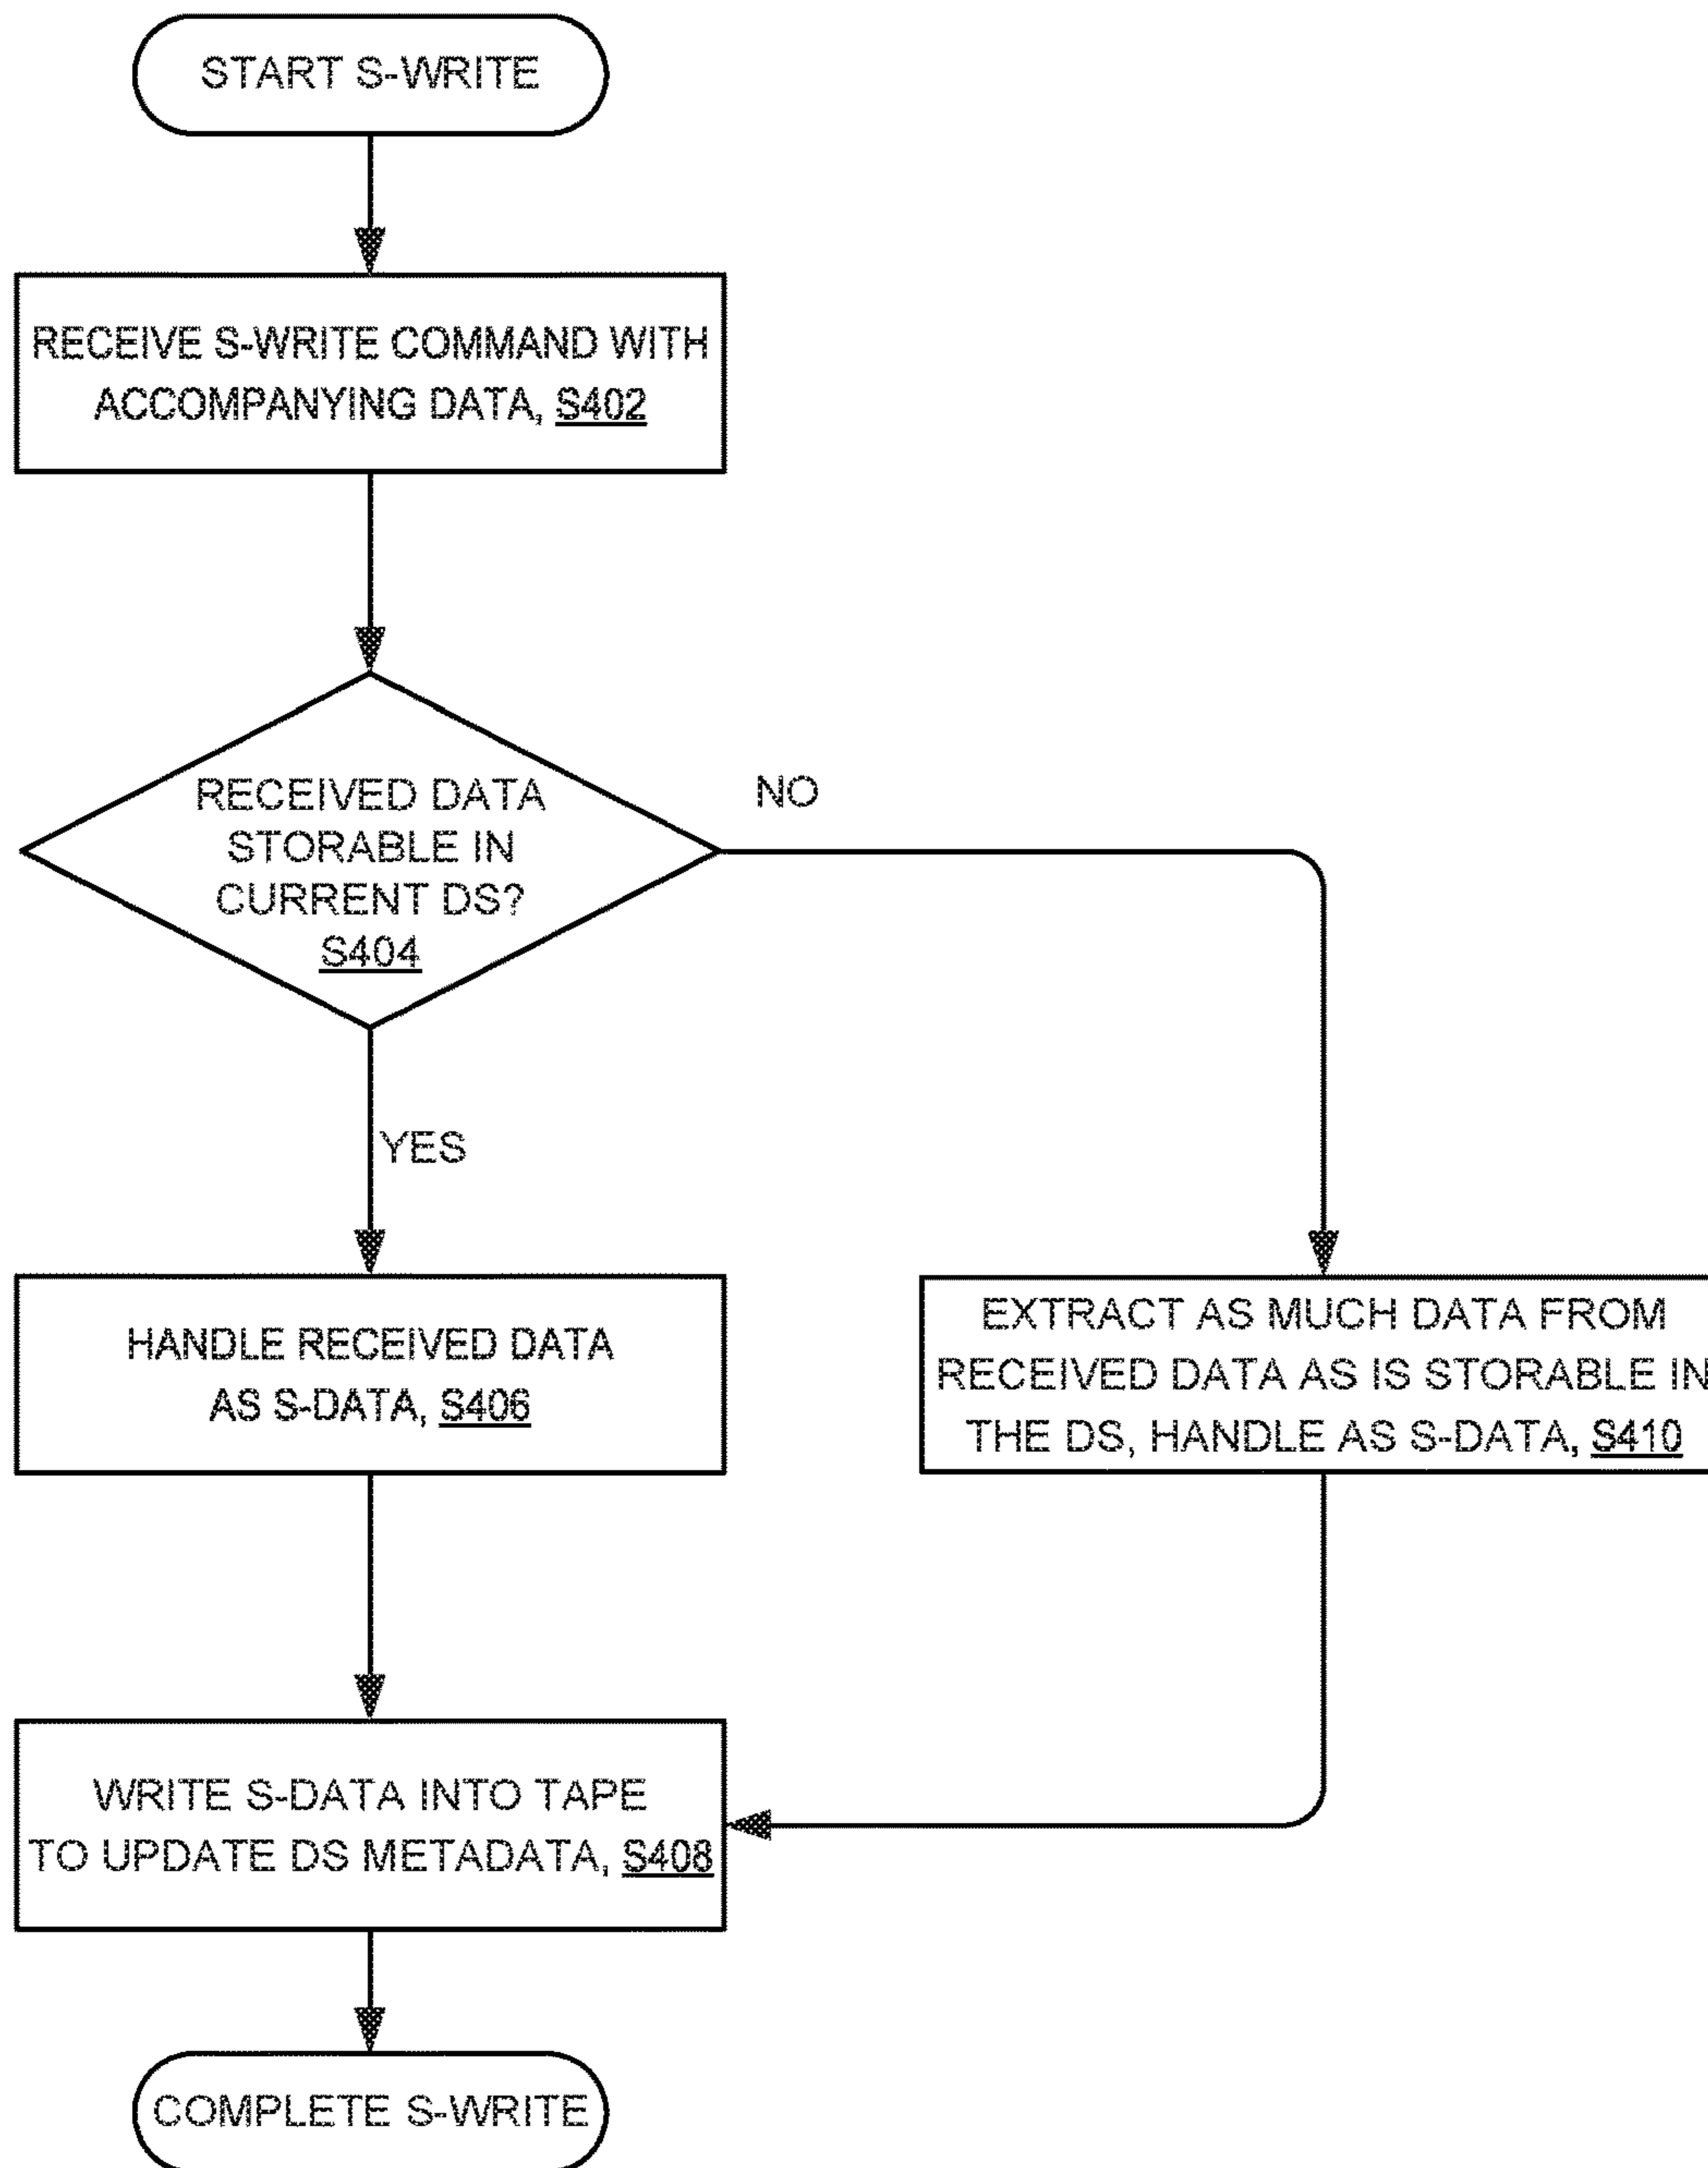 START S-WRITE
RECEIVE S-WRITE COMMAND WITH
ACCOMPANYING DATA, S402
RECEIVED DATA
STORABLE IN
CURRENT DS?
S404
NO
YES
HANDLE RECEIVED DATA
AS S-DATA, S406
EXTRACT AS MUCH DATA FROM
RECEIVED DATA AS IS STORABLE IN
THE DS, HANDLE AS S-DATA, S410
WRITE S-DATA INTO TAPE
TO UPDATE DS METADATA, S408
COMPLETE S-WRITE